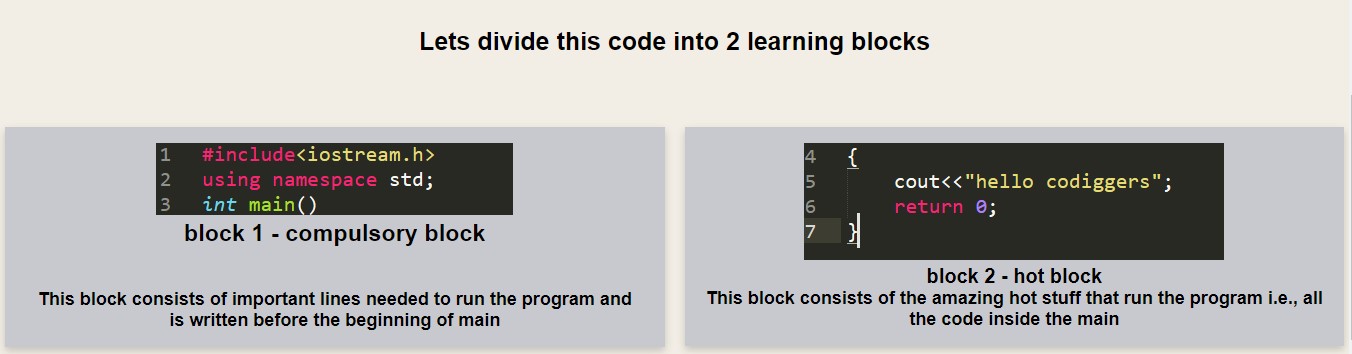 Lets divide this code into 2 learning blocks
1 #include<iostream.h>
2 using namespace std;
3 int main()
block 1 - compulsory block
This block consists of important lines needed to run the program and
is written before the beginning of main
4 {
5 cout<<"hello codiggers";
6 return 0;
7 }
block 2 - hot block
This block consists of the amazing hot stuff that run the program i.e., all
the code inside the main